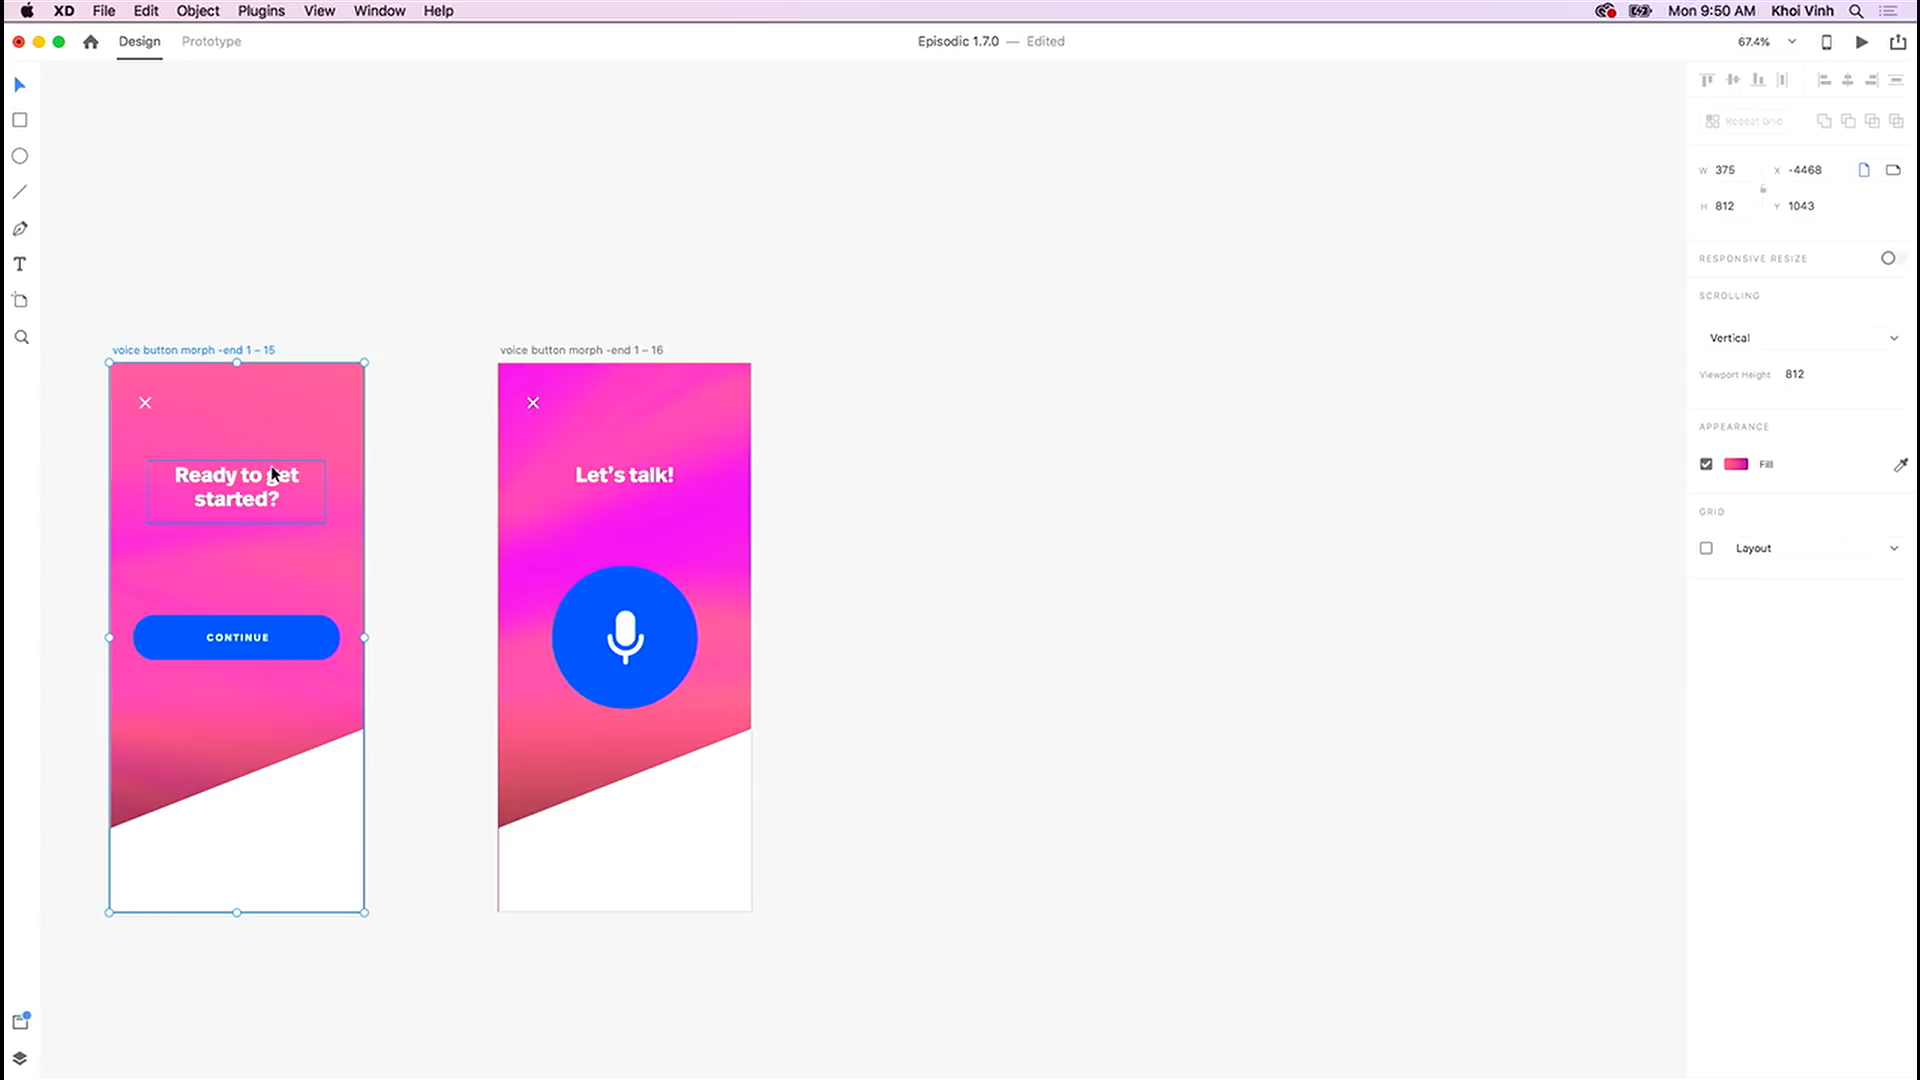 XD File Edit Object Plugins View Window Help
Mon 9:50 AM Khoi Vinh
Design Prototype
Episodic 1.7.0 — Edited
67.4%
Repeat Grid
W 375 X -4468
H 812 Y 1043
RESPONSIVE RESIZE
SCROLLING
Vertical
Viewport Height 812
APPEARANCE
Fill
GRID
Layout
voice button morph -end 1 – 15
Ready to get
started?
CONTINUE
voice button morph -end 1 – 16
Let's talk!